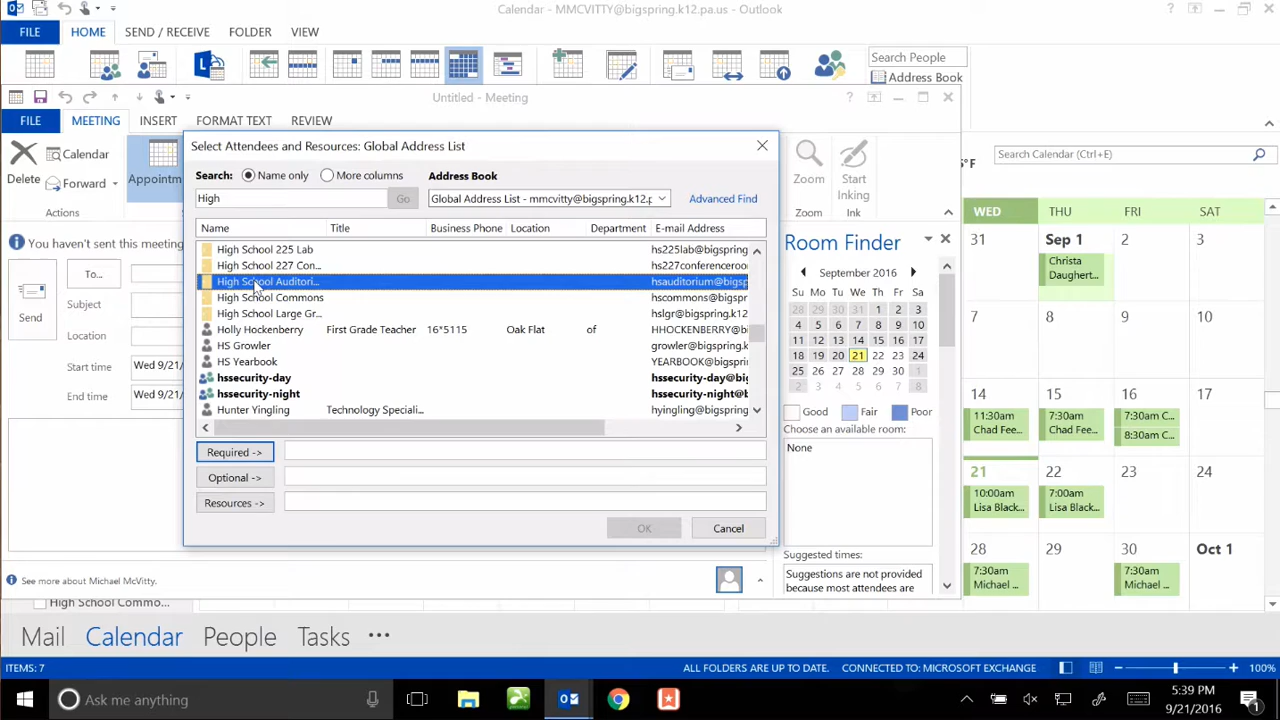 Calendar - MMCVITTY@bigspring.k12.pa.us - Outlook
FILE HOME SEND / RECEIVE FOLDER VIEW
Search People
Address Book
Untitled - Meeting
FILE MEETING INSERT FORMAT TEXT REVIEW
Delete
Calendar
Forward
Actions
Appointm
Zoom
Zoom
Start
Inking
Ink
Search Calendar (Ctrl+E)
°F
You haven't sent this meeting
To...
Send
Subject
Location
Start time Wed 9/21/
End time Wed 9/21/
See more about Michael McVitty.
Select Attendees and Resources: Global Address List
Search: Name only More columns Address Book
High Go Global Address List - mmcvitty@bigspring.k12.p Advanced Find
Name Title Business Phone Location Department E-mail Address
High School 225 Lab hs225lab@bigspring
High School 227 Con... hs227conferenceroo
High School Auditori... hsauditorium@bigsp
High School Commons hscommons@bigspr
High School Large Gr... hslgr@bigspring.k
Holly Hockenberry First Grade Teacher 16*5115 Oak Flat of HHOCKENBERRY@b
HS Growler growler@bigspring.
HS Yearbook YEARBOOK@bigspri
hssecurity-day hssecurity-day@big
hssecurity-night hssecurity-night@b
Hunter Yingling Technology Speciali... hyingling@bigspring
Required ->
Optional ->
Resources ->
OK Cancel
Room Finder
September 2016
Su Mo Tu We Th Fr Sa
28 29 30 31 1 2 3
4 5 6 7 8 9 10
11 12 13 14 15 16 17
18 19 20 21 22 23 24
25 26 27 28 29 30 1
2 3 4 5 6 7 8
Good Fair Poor
Choose an available room:
None
Suggested times:
Suggestions are not provided
because most attendees are
WED THU FRI SAT
31 Sep 1 2 3
Christa
Daughert...
7 8 9 10
14 15 16 17
11:30am
Chad Fee...
7:30am
Chad Fee...
7:30am C...
8:30am C...
21 22 23 24
10:00am
Lisa Black...
7:00am
Lisa Black...
28 29 30 Oct 1
7:30am
Michael ...
7:30am
Michael ...
High School Commo...
Mail Calendar People Tasks •••
ITEMS: 7 ALL FOLDERS ARE UP TO DATE. CONNECTED TO: MICROSOFT EXCHANGE 100%
Ask me anything
5:39 PM
9/21/2016
1